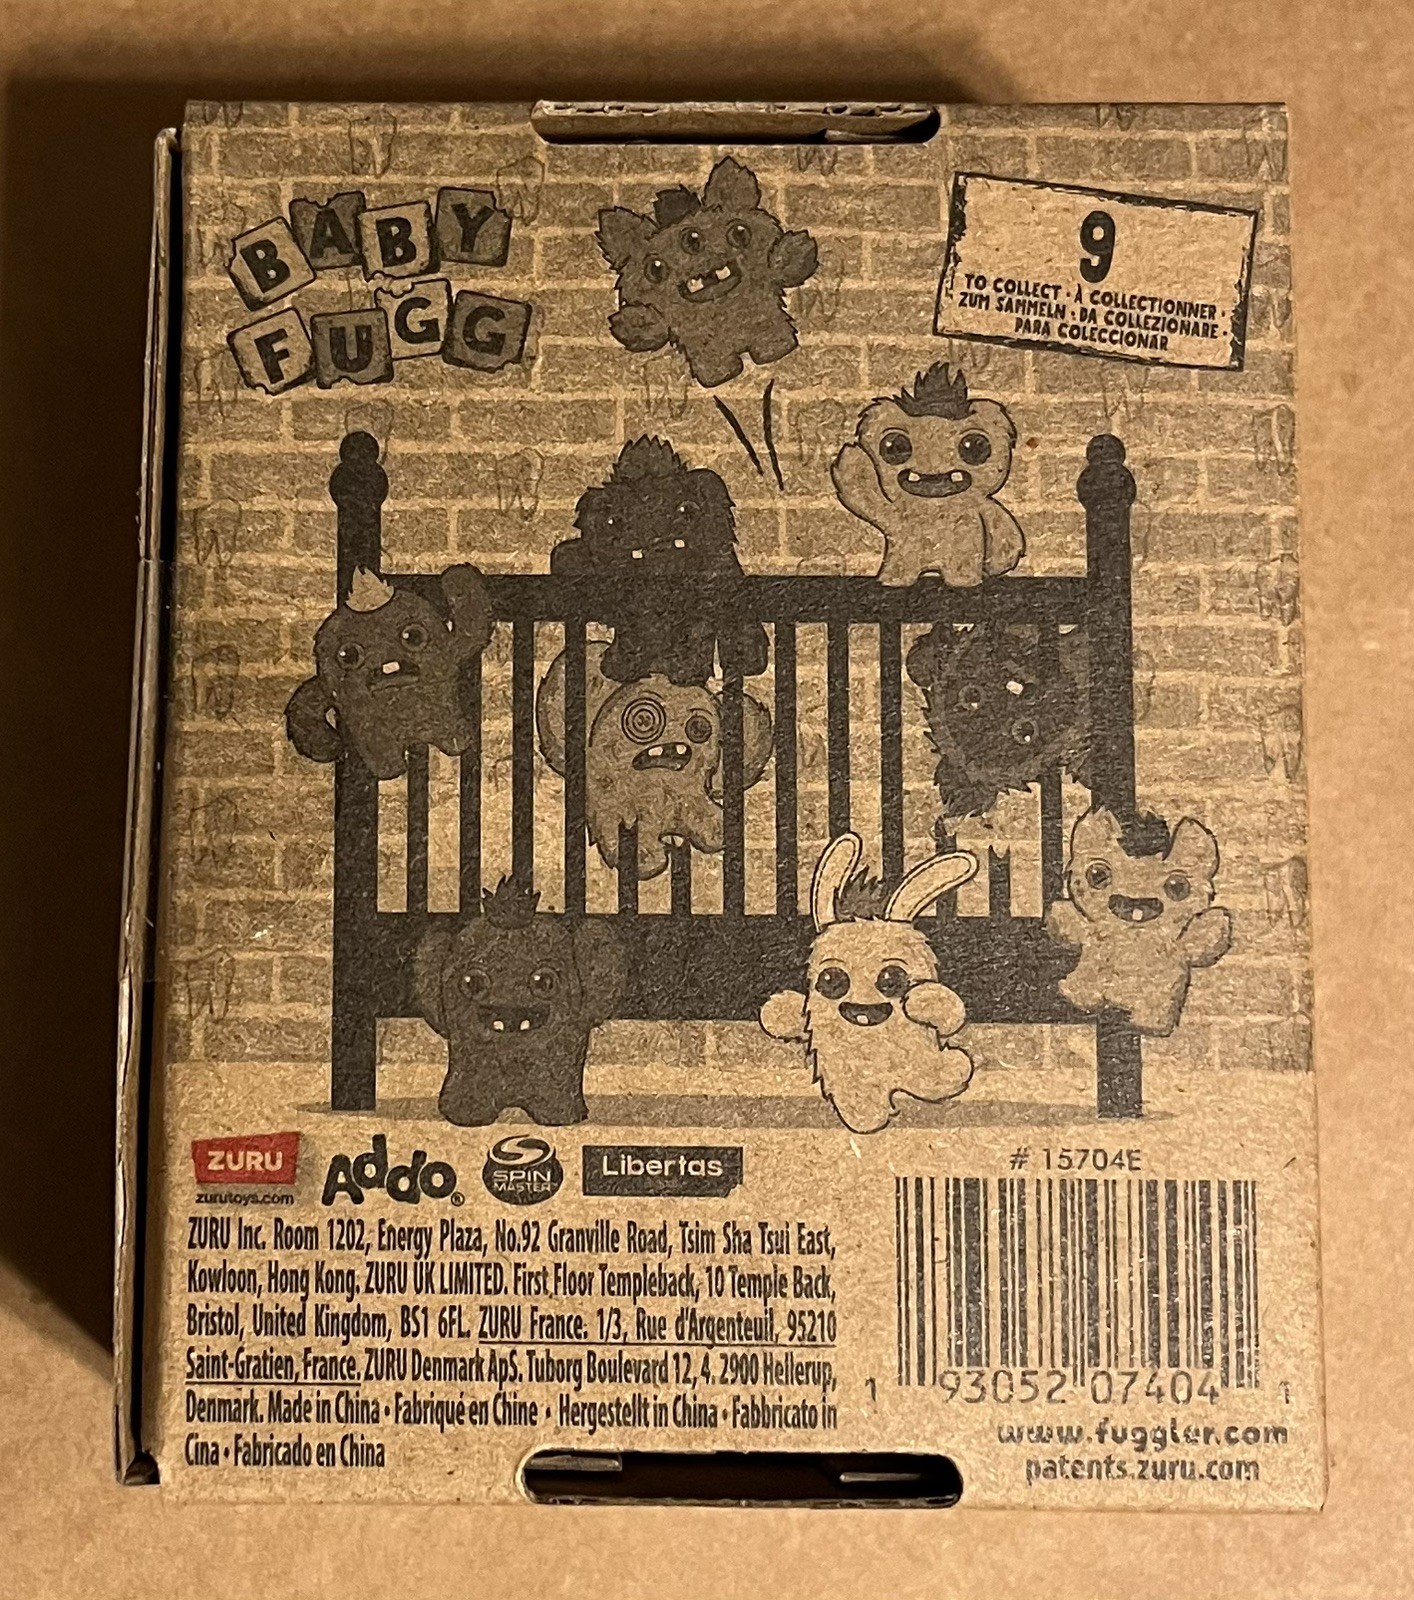 BABY
FUGG
9
TO COLLECT · À COLLECTIONNER ·
ZUM SAMMELN · DA COLLEZIONARE ·
PARA COLECCIONAR
ZURU
zurutoys.com
Addo®
SPIN
MASTER
Libertas
ZURU Inc. Room 1202, Energy Plaza, No.92 Granville Road, Tsim Sha Tsui East,
Kowloon, Hong Kong. ZURU UK LIMITED. First Floor Templeback, 10 Temple Back,
Bristol, United Kingdom, BS1 6FL. ZURU France: 1/3, Rue d'Argenteuil, 95210
Saint-Gratien, France. ZURU Denmark ApS. Tuborg Boulevard 12, 4. 2900 Hellerup,
Denmark. Made in China • Fabriqué en Chine • Hergestellt in China • Fabbricato in
Cina • Fabricado en China
# 15704E
1 93052 07404 1
www.fuggler.com
patents.zuru.com